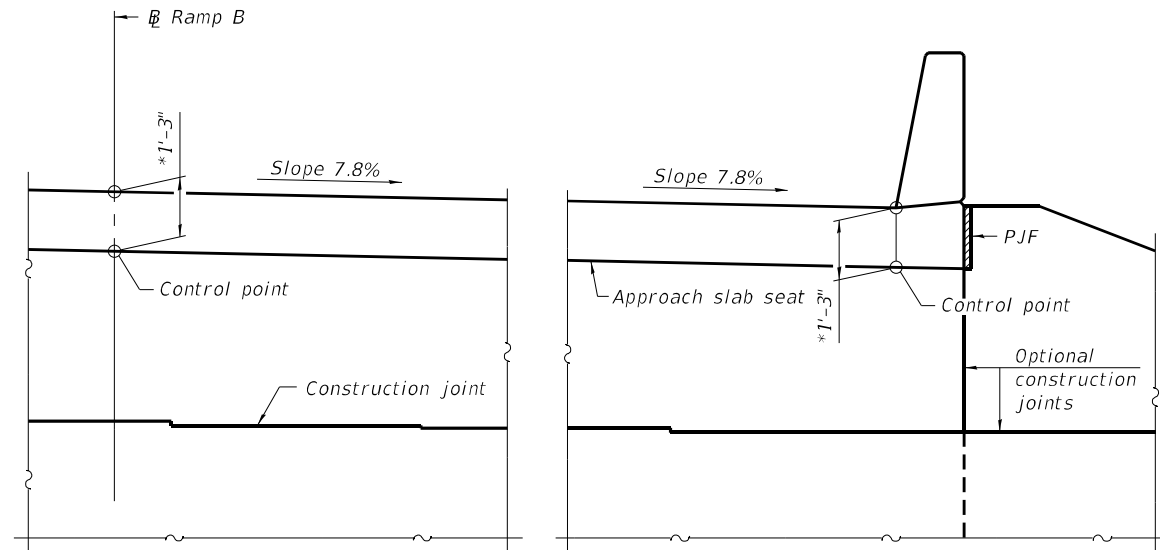 ℄ Ramp B
*1'-3"
Slope 7.8%
Control point
Construction joint
Slope 7.8%
PJF
Approach slab seat
*1'-3"
Control point
Optional
construction
joints